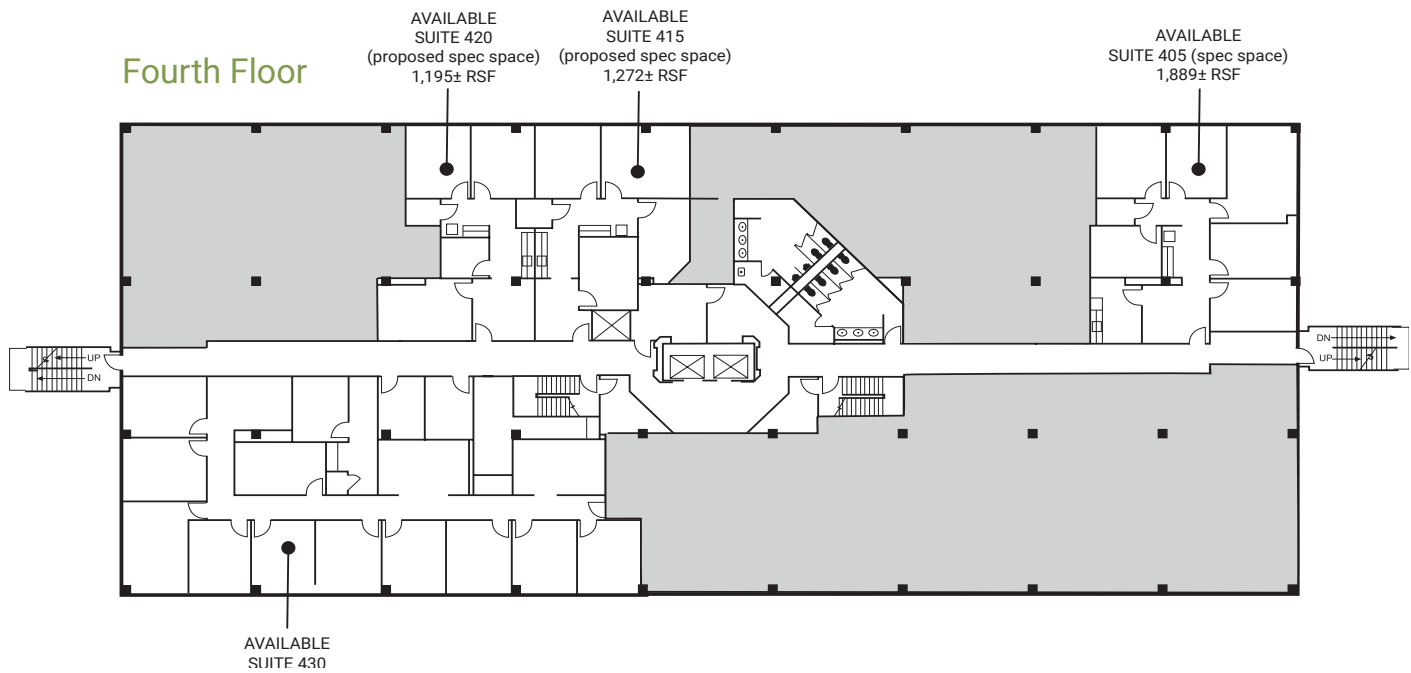 Fourth Floor
AVAILABLE
SUITE 420
(proposed spec space)
1,195± RSF
AVAILABLE
SUITE 415
(proposed spec space)
1,272± RSF
AVAILABLE
SUITE 405 (spec space)
1,889± RSF
UP
DN
DN
UP
AVAILABLE
SUITE 430